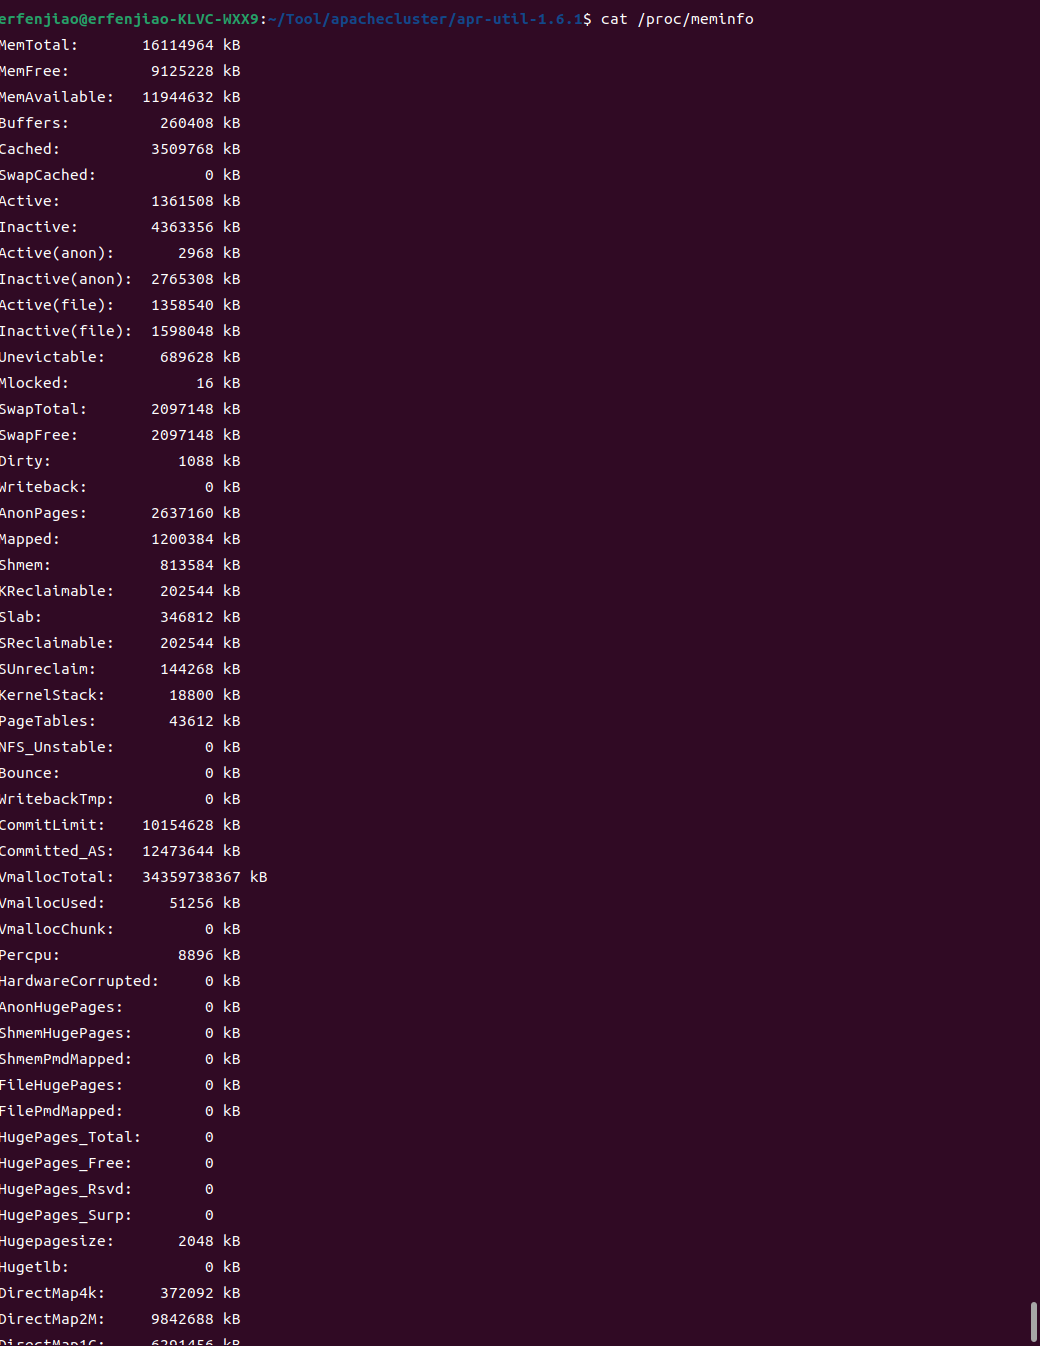 erfenjiao@erfenjiao-KLVC-WXX9:~/Tool/apachecluster/apr-util-1.6.1$ cat /proc/meminfo
MemTotal:       16114964 kB
MemFree:         9125228 kB
MemAvailable:   11944632 kB
Buffers:          260408 kB
Cached:          3509768 kB
SwapCached:            0 kB
Active:          1361508 kB
Inactive:        4363356 kB
Active(anon):       2968 kB
Inactive(anon):  2765308 kB
Active(file):    1358540 kB
Inactive(file):  1598048 kB
Unevictable:      689628 kB
Mlocked:              16 kB
SwapTotal:       2097148 kB
SwapFree:        2097148 kB
Dirty:              1088 kB
Writeback:             0 kB
AnonPages:       2637160 kB
Mapped:          1200384 kB
Shmem:            813584 kB
KReclaimable:     202544 kB
Slab:             346812 kB
SReclaimable:     202544 kB
SUnreclaim:       144268 kB
KernelStack:       18800 kB
PageTables:        43612 kB
NFS_Unstable:          0 kB
Bounce:                0 kB
WritebackTmp:          0 kB
CommitLimit:    10154628 kB
Committed_AS:   12473644 kB
VmallocTotal:   34359738367 kB
VmallocUsed:       51256 kB
VmallocChunk:          0 kB
Percpu:             8896 kB
HardwareCorrupted:     0 kB
AnonHugePages:         0 kB
ShmemHugePages:        0 kB
ShmemPmdMapped:        0 kB
FileHugePages:         0 kB
FilePmdMapped:         0 kB
HugePages_Total:       0
HugePages_Free:        0
HugePages_Rsvd:        0
HugePages_Surp:        0
Hugepagesize:       2048 kB
Hugetlb:               0 kB
DirectMap4k:      372092 kB
DirectMap2M:     9842688 kB
DirectMap1G:     6291456 kB